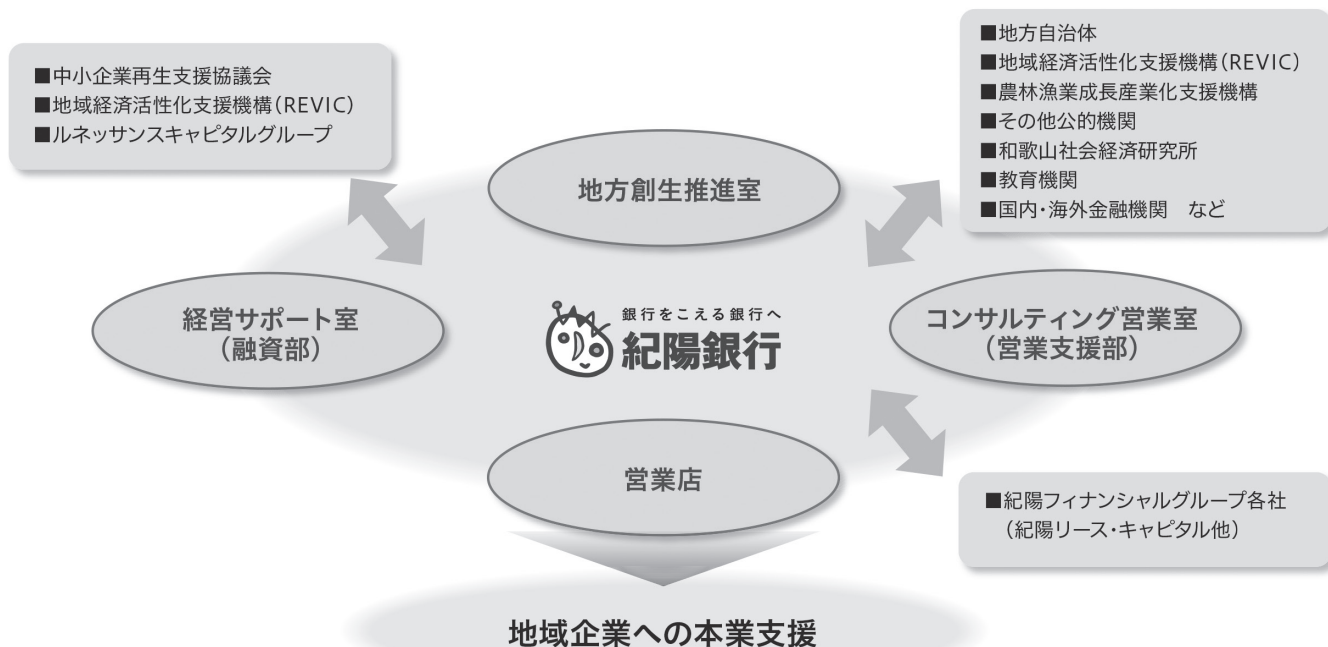 ■中小企業再生支援協議会
■地域経済活性化支援機構（REVIC）
■ルネッサンスキャピタルグループ
■地方自治体
■地域経済活性化支援機構（REVIC）
■農林漁業成長産業化支援機構
■その他公的機関
■和歌山社会経済研究所
■教育機関
■国内・海外金融機関　など
地方創生推進室
経営サポート室
（融資部）
銀行をこえる銀行へ
紀陽銀行
コンサルティング営業室
（営業支援部）
営業店
■紀陽フィナンシャルグループ各社
（紀陽リース・キャピタル他）
地域企業への本業支援